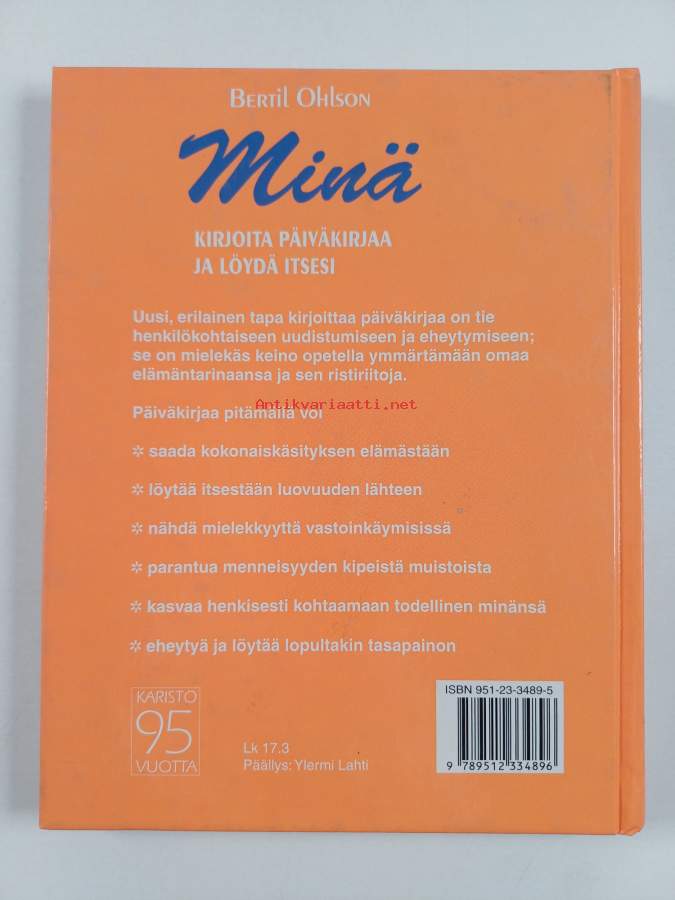 Bertil Ohlson
Minä
KIRJOITA PÄIVÄKIRJAA
JA LÖYDÄ ITSESI
Uusi, erilainen tapa kirjoittaa päiväkirjaa on tie
henkilökohtaiseen uudistumiseen ja eheytymiseen;
se on mielekäs keino opetella ymmärtämään omaa
elämäntarinaansa ja sen ristiriitoja.
Antikvariaatti.net
Päiväkirjaa pitämällä voi
✲ saada kokonaiskäsityksen elämästään
✲ löytää itsestään luovuuden lähteen
✲ nähdä mielekkyyttä vastoinkäymisissä
✲ parantua menneisyyden kipeistä muistoista
✲ kasvaa henkisesti kohtaamaan todellinen minänsä
✲ eheytyä ja löytää lopultakin tasapainon
KARISTO
95
VUOTTA
Lk 17.3
Päällys: Ylermi Lahti
ISBN 951-23-3489-5
9 789512 334896